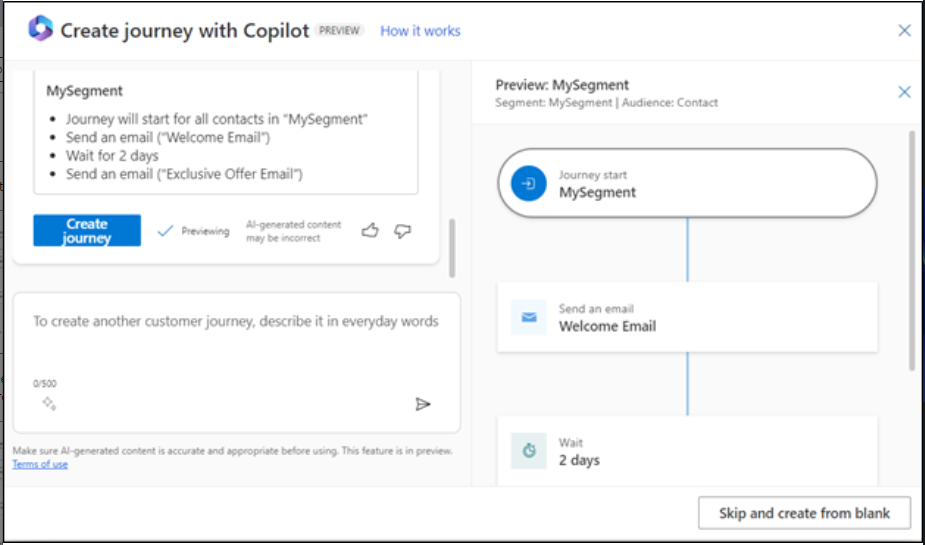 Create journey with Copilot PREVIEW How it works
MySegment
Journey will start for all contacts in "MySegment"
Send an email ("Welcome Email")
Wait for 2 days
Send an email ("Exclusive Offer Email")
Create
journey
Previewing
AI-generated content
may be incorrect
To create another customer journey, describe it in everyday words
0/500
Make sure AI-generated content is accurate and appropriate before using. This feature is in preview.
Terms of use
Preview: MySegment
Segment: MySegment | Audience: Contact
Journey start
MySegment
Send an email
Welcome Email
Wait
2 days
Skip and create from blank